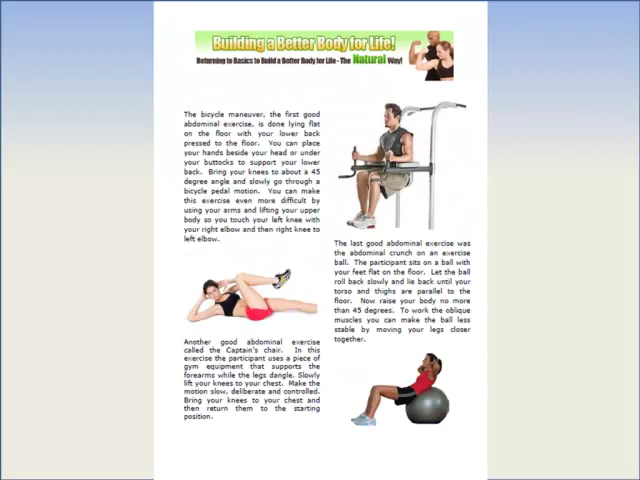 Building a Better Body for Life!
Returning to Basics to Build a Better Body for Life - The Natural Way!
The bicycle maneuver, the first good
abdominal exercise, is done lying flat
on the floor with your lower back
pressed to the floor. You can place
your hands beside your head or under
your buttocks to support your lower
back. Bring your knees to about a 45
degree angle and slowly go through a
bicycle pedal motion. You can make
this exercise even more difficult by
using your arms and lifting your upper
body so you touch your left knee with
your right elbow and then right knee to
left elbow.
Another good abdominal exercise
called the Captain's chair. In this
exercise the participant uses a piece of
gym equipment that supports the
forearms while the legs dangle. Slowly
lift your knees to your chest. Make the
motion slow, deliberate and controlled.
Bring your knees to your chest and
then return them to the starting
position.
The last good abdominal exercise was
the abdominal crunch on an exercise
ball. The participant sits on a ball with
your feet flat on the floor. Let the ball
roll back slowly and lie back until your
torso and thighs are parallel to the
floor. Now raise your body no more
than 45 degrees. To work the oblique
muscles you can make the ball less
stable by moving your legs closer
together.